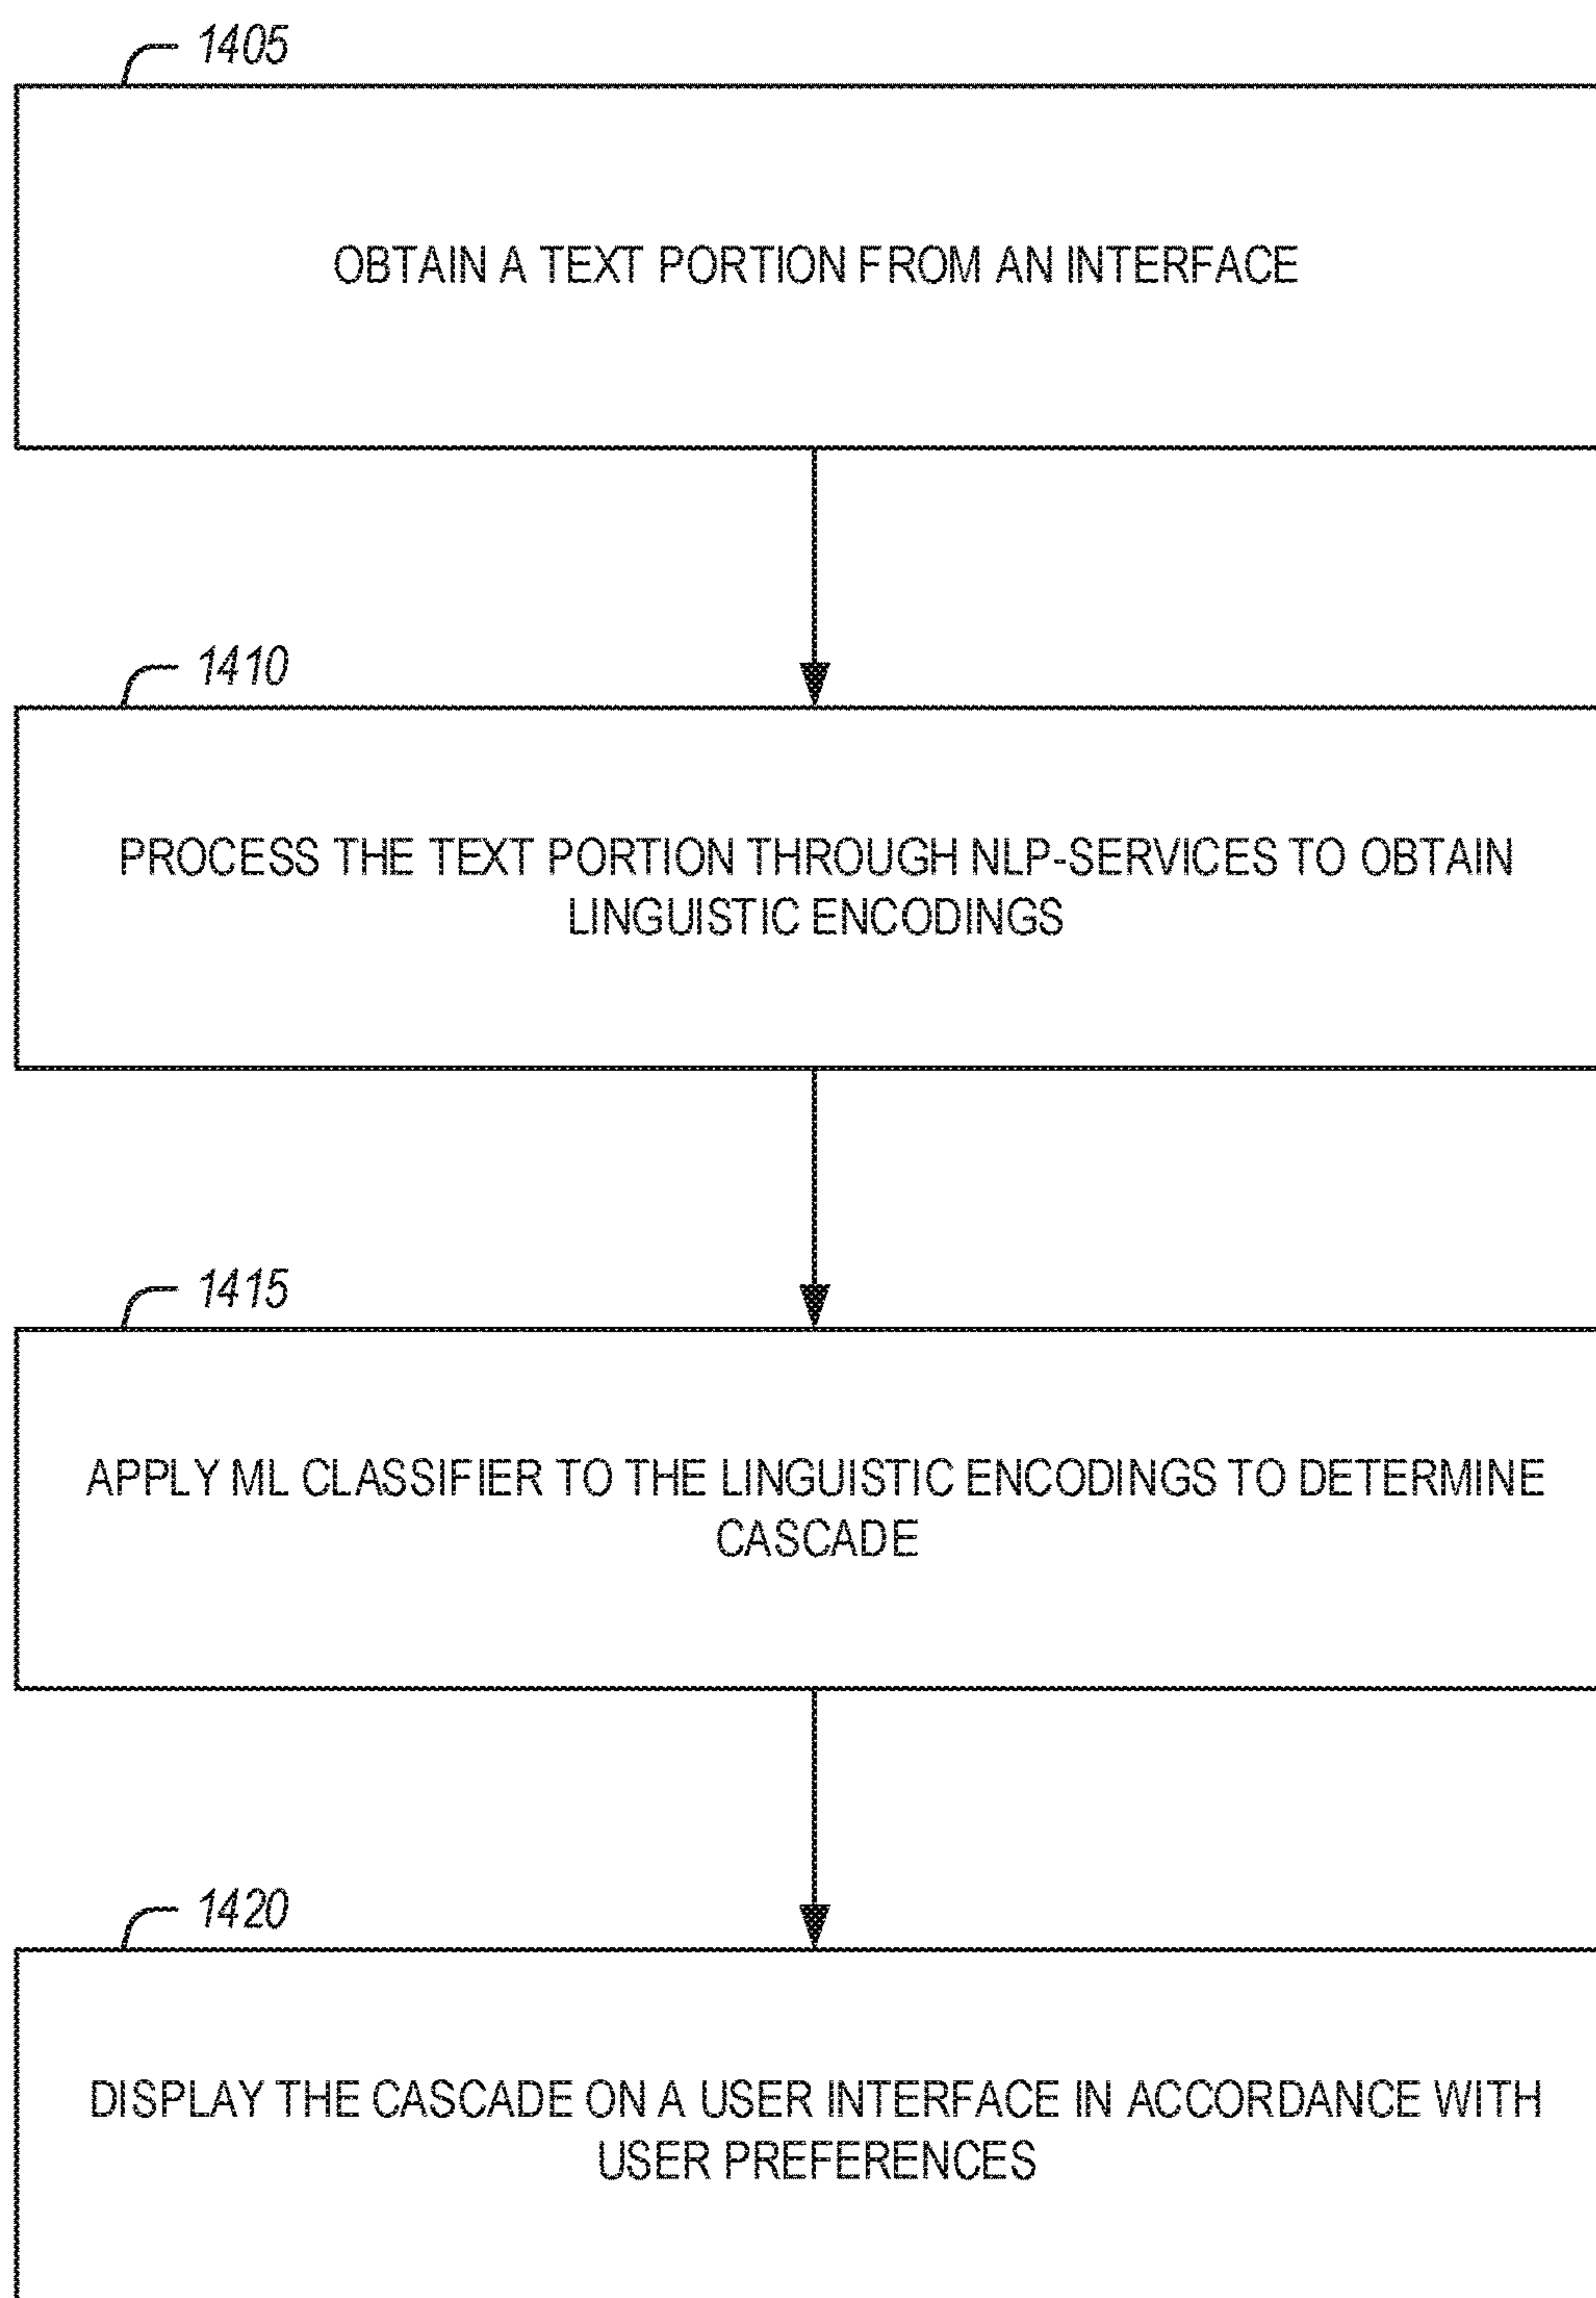 1405
OBTAIN A TEXT PORTION FROM AN INTERFACE
1410
PROCESS THE TEXT PORTION THROUGH NLP-SERVICES TO OBTAIN
LINGUISTIC ENCODINGS
1415
APPLY ML CLASSIFIER TO THE LINGUISTIC ENCODINGS TO DETERMINE
CASCADE
1420
DISPLAY THE CASCADE ON A USER INTERFACE IN ACCORDANCE WITH
USER PREFERENCES